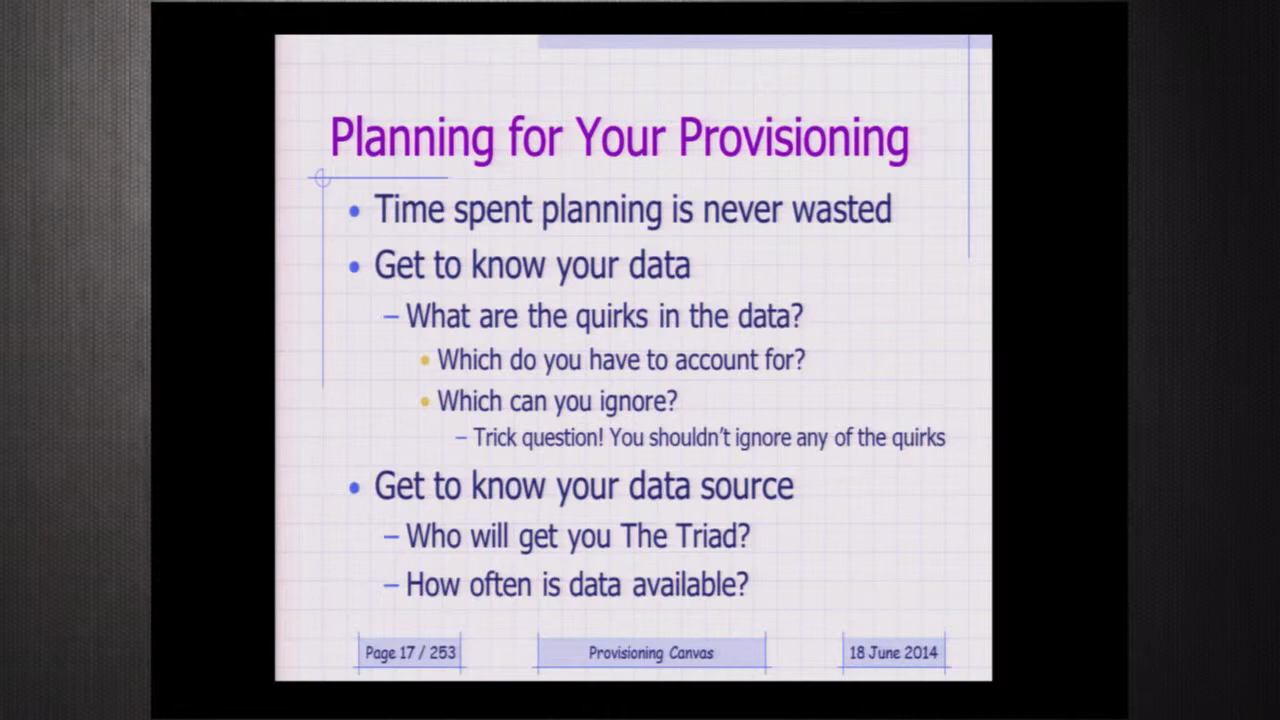 Planning for Your Provisioning
• Time spent planning is never wasted
• Get to know your data
– What are the quirks in the data?
• Which do you have to account for?
• Which can you ignore?
– Trick question! You shouldn't ignore any of the quirks
• Get to know your data source
– Who will get you The Triad?
– How often is data available?
Page 17 / 253
Provisioning Canvas
18 June 2014